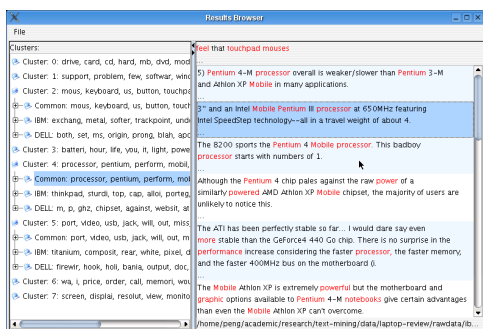 Results Browser
File
Clusters:
Cluster: 0: drive, card, cd, hard, mb, dvd, mod
Cluster: 1: support, problem, few, softwar, wind
Cluster: 2: mous, keyboard, us, button, touchpa
Common: mous, keyboard, us, button, touch
IBM: exchang, metal, softer, trackpoint, unde
DELL: both, set, ms, origin, prong, blah, apo
Cluster: 3: batteri, hour, life, you, it, light, powe
Cluster: 4: processor, pentium, perform, mobil,
Common: processor, pentium, perform, mob
IBM: thinkpad, sturdi, top, cap, alloi, porteg,
DELL: m, p, ghz, chipset, against, websit, at
Cluster: 5: port, video, usb, jack, will, out, miss
Common: port, video, usb, jack, will, out, m
IBM: titanium, composit, rear, white, pixel, d
DELL: firewir, hook, holi, bania, output, doc,
Cluster: 6: wa, i, price, order, call, memori, wou
Cluster: 7: screen, displai, resolut, view, monito
feel that touchpad mouses
...
5) Pentium 4-M processor overall is weaker/slower than Pentium 3-M
and Athlon XP Mobile in many applications.
...
3" and an Intel Mobile Pentium III processor at 650MHz featuring
Intel SpeedStep technology--all in a travel weight of about 4.
...
The 8200 sports the Pentium 4 Mobile processor. This badboy
processor starts with numbers of 1.
...
Although the Pentium 4 chip pales against the raw power of a
similarly powered AMD Athlon XP Mobile chipset, the majority of users are
unlikely to notice this.
...
The ATI has been perfectly stable so far... I would dare say even
more stable than the GeForce4 440 Go chip. There is no surprise in the
performance increase considering the faster processor, the faster memory,
and the faster 400MHz bus on the motherboard (i.
...
The Mobile Athlon XP is extremely powerful but the motherboard and
graphic options available to Pentium 4-M notebooks give certain advantages
than even the Mobile Athlon XP can't overcome.
/home/peng/academic/research/text-mining/data/laptop-review/rawdata/ib...